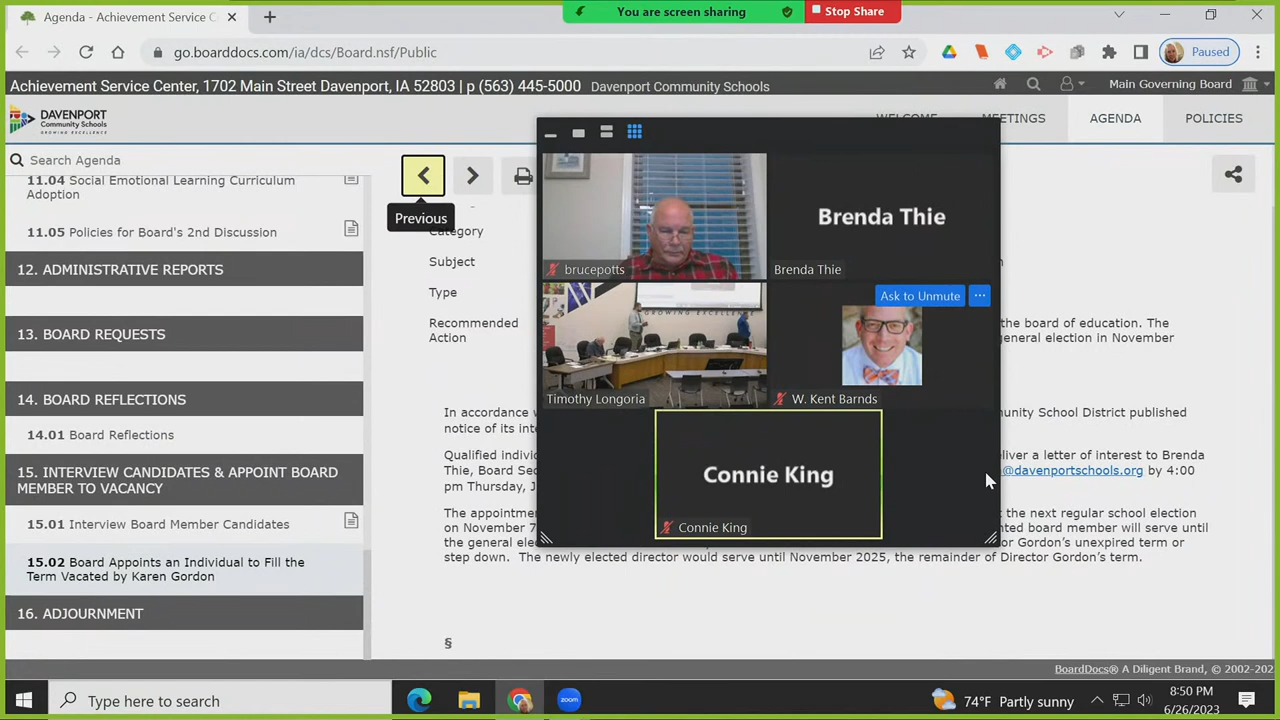 Agenda - Achievement Service C
You are screen sharing
Stop Share
go.boarddocs.com/ia/dcs/Board.nsf/Public
Paused
Achievement Service Center, 1702 Main Street Davenport, IA 52803 | p (563) 445-5000 Davenport Community Schools
Main Governing Board
DAVENPORT
Community Schools
GROWING EXCELLENCE
WELCOME
MEETINGS
AGENDA
POLICIES
Search Agenda
11.04 Social Emotional Learning Curriculum
Adoption
11.05 Policies for Board's 2nd Discussion
12. ADMINISTRATIVE REPORTS
13. BOARD REQUESTS
14. BOARD REFLECTIONS
14.01 Board Reflections
15. INTERVIEW CANDIDATES & APPOINT BOARD
MEMBER TO VACANCY
15.01 Interview Board Member Candidates
15.02 Board Appoints an Individual to Fill the
Term Vacated by Karen Gordon
16. ADJOURNMENT
Previous
Category
Subject
Type
Recommended
Action
the board of education. The
general election in November
In accordance
munity School District published
notice of its
Qualified
liver a letter of interest to Brenda
Thie, Board
@davenportschools.org by 4:00
pm Thursday,
The
the next regular school election
on November 7
board member will serve until
the general
Gordon's unexpired term or
step down. The newly elected director would serve until November 2025, the remainder of Director Gordon's term.
§
brucepotts
Brenda Thie
Brenda Thie
GROWING EXCELLENCE
Timothy Longoria
Ask to Unmute
W. Kent Barnds
Connie King
Connie King
BoardDocs® A Diligent Brand, © 2002-202
Type here to search
zoom
74°F Partly sunny
8:50 PM
6/26/2023